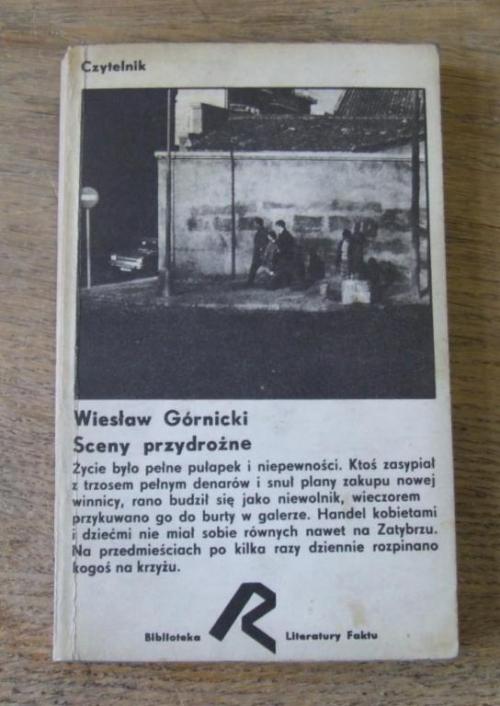 Czytelnik
Wiesław Górnicki
Sceny przydrożne
Życie było pełne pułapek i niepewności. Ktoś zasypiał
z trzosem pełnym denarów i snuł plany zakupu nowej
winnicy, rano budził się jako niewolnik, wieczorem
przykuwano go do burty w galerze. Handel kobietami
i dziećmi nie miał sobie równych nawet na Zatybrzu.
Na przedmieściach po kilka razy dziennie rozpinano
kogoś na krzyżu.
Biblioteka R Literatury Faktu